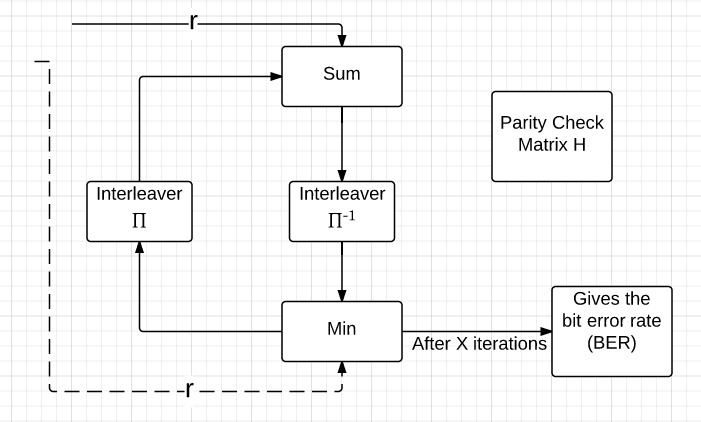 r
Sum
Parity Check
Matrix H
Interleaver
Π
Interleaver
Π⁻¹
Min
After X iterations
Gives the
bit error rate
(BER)
r